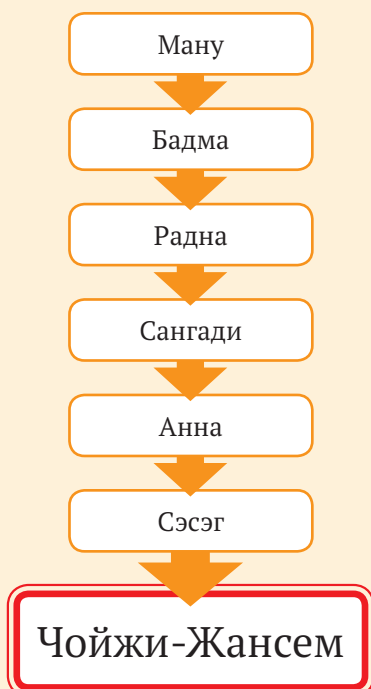 Ману
Бадма
Радна
Сангади
Анна
Сэсэг
Чойжи-Жансем